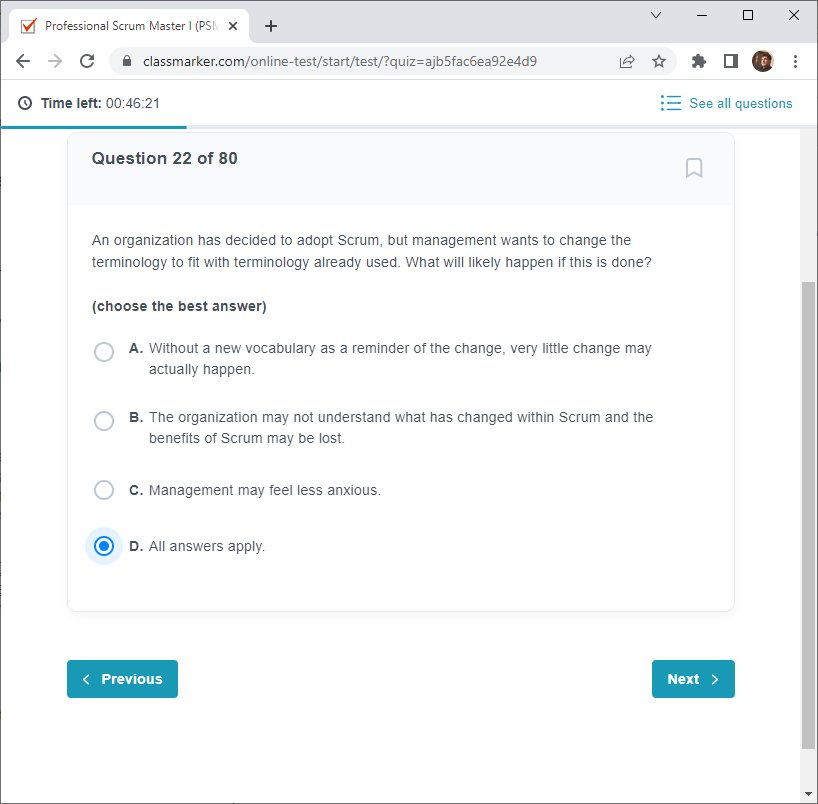 Professional Scrum Master I (PSM
classmarker.com/online-test/start/test/?quiz=ajb5fac6ea92e4d9
Time left: 00:46:21
See all questions
Question 22 of 80
An organization has decided to adopt Scrum, but management wants to change the
terminology to fit with terminology already used. What will likely happen if this is done?
(choose the best answer)
A. Without a new vocabulary as a reminder of the change, very little change may
actually happen.
B. The organization may not understand what has changed within Scrum and the
benefits of Scrum may be lost.
C. Management may feel less anxious.
D. All answers apply.
Previous
Next